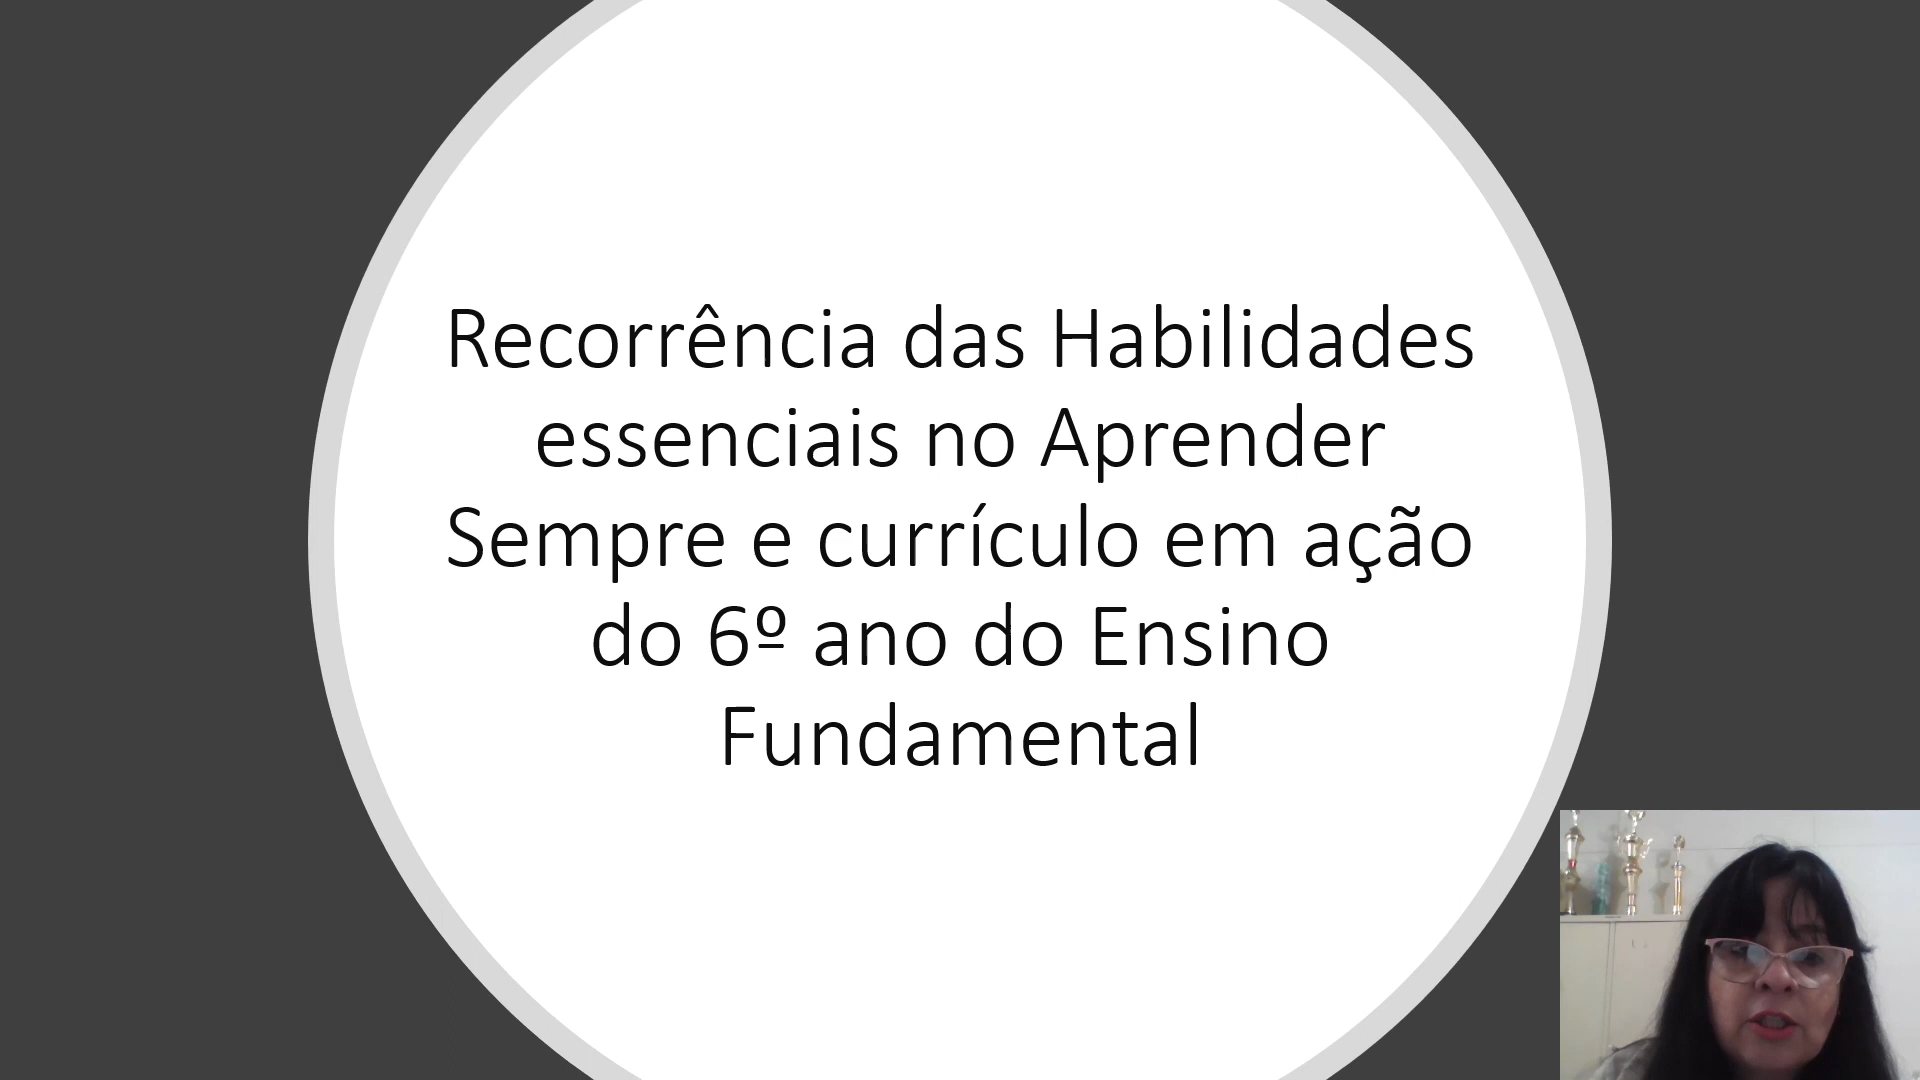 Recorrência das Habilidades
essenciais no Aprender
Sempre e currículo em ação
do 6º ano do Ensino
Fundamental